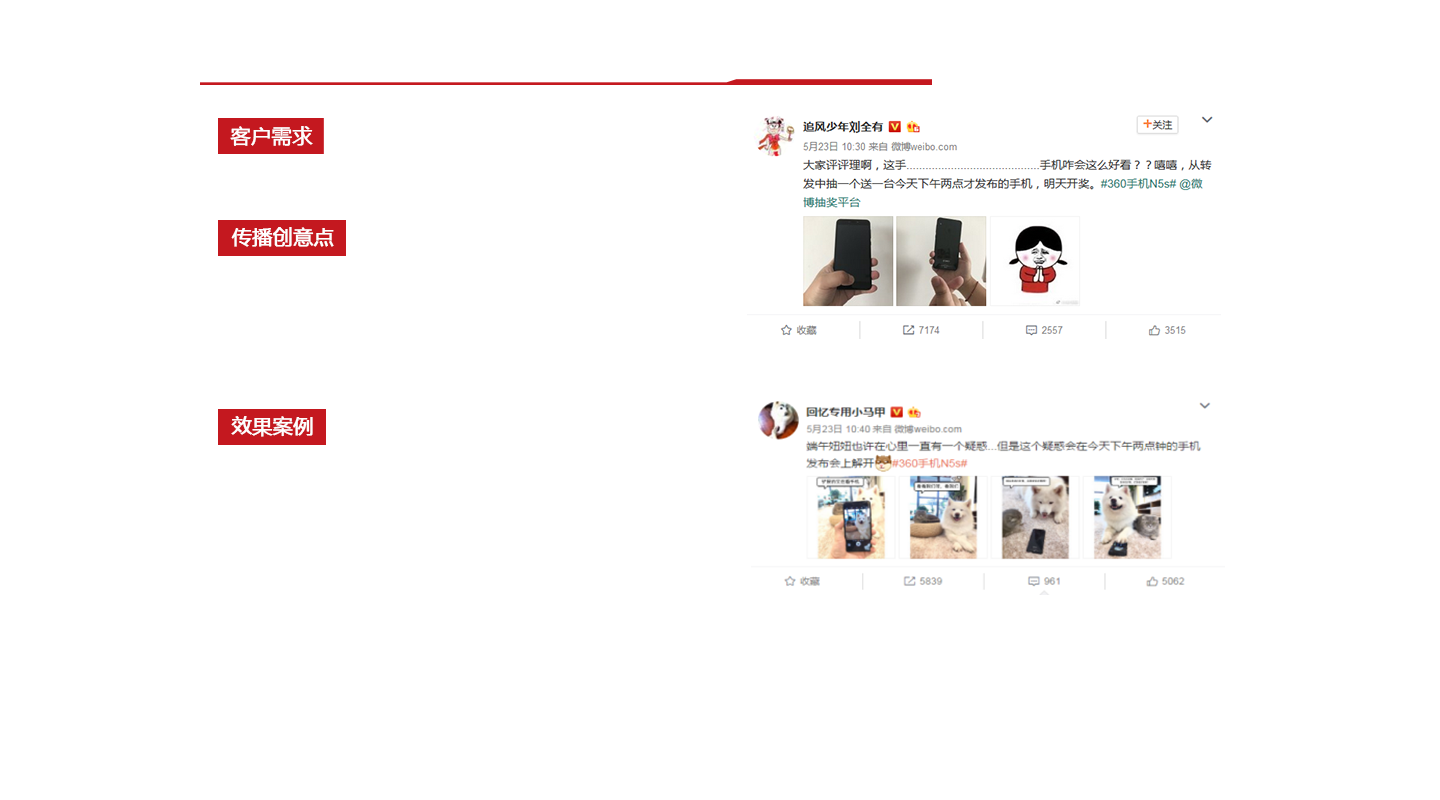 客户需求
传播创意点
效果案例
追风少年刘全有
+关注
5月23日 10:30 来自 微博weibo.com
大家评评理啊，这手..........................................手机咋会这么好看？？嘻嘻，从转
发中抽一个送一台今天下午两点才发布的手机，明天开奖。#360手机N5s# @微
博抽奖平台
收藏 7174 2557 3515
回忆专用小马甲
5月23日 10:40 来自 微博weibo.com
端午妞妞也许在心里一直有一个疑惑...但是这个疑惑会在今天下午两点钟的手机
发布会上解开#360手机N5s#
收藏 5839 961 5062